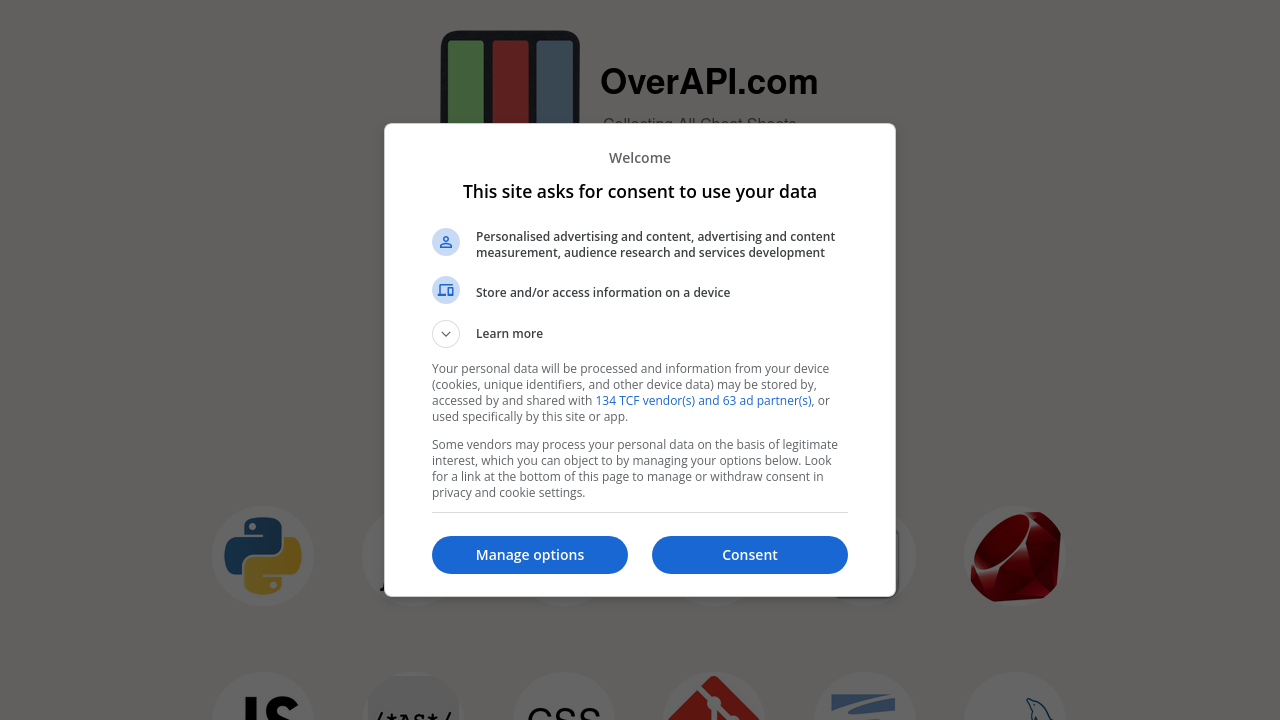 OverAPI.com
Collecting All Cheat Sheets
Welcome
This site asks for consent to use your data
Personalised advertising and content, advertising and content
measurement, audience research and services development
Store and/or access information on a device
Learn more
Your personal data will be processed and information from your device
(cookies, unique identifiers, and other device data) may be stored by,
accessed by and shared with 134 TCF vendor(s) and 63 ad partner(s), or
used specifically by this site or app.
Some vendors may process your personal data on the basis of legitimate
interest, which you can object to by managing your options below. Look
for a link at the bottom of this page to manage or withdraw consent in
privacy and cookie settings.
Manage options
Consent
JS
CSS